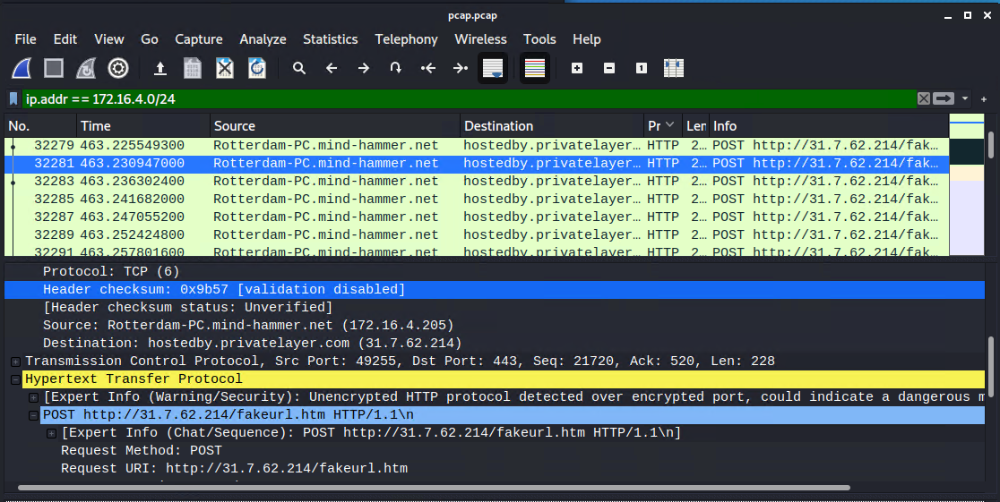 pcap.pcap
File Edit View Go Capture Analyze Statistics Telephony Wireless Tools Help
ip.addr == 172.16.4.0/24
No. Time Source Destination Pr Len Info
32279 463.225549300 Rotterdam-PC.mind-hammer.net hostedby.privatelayer… HTTP 2… POST http://31.7.62.214/fak…
32281 463.230947000 Rotterdam-PC.mind-hammer.net hostedby.privatelayer… HTTP 2… POST http://31.7.62.214/fak…
32283 463.236302400 Rotterdam-PC.mind-hammer.net hostedby.privatelayer… HTTP 2… POST http://31.7.62.214/fak…
32285 463.241682000 Rotterdam-PC.mind-hammer.net hostedby.privatelayer… HTTP 2… POST http://31.7.62.214/fak…
32287 463.247055200 Rotterdam-PC.mind-hammer.net hostedby.privatelayer… HTTP 2… POST http://31.7.62.214/fak…
32289 463.252424800 Rotterdam-PC.mind-hammer.net hostedby.privatelayer… HTTP 2… POST http://31.7.62.214/fak…
32291 463.257801600 Rotterdam-PC.mind-hammer.net hostedby.privatelayer… HTTP 2… POST http://31.7.62.214/fak…
Protocol: TCP (6)
Header checksum: 0x9b57 [validation disabled]
[Header checksum status: Unverified]
Source: Rotterdam-PC.mind-hammer.net (172.16.4.205)
Destination: hostedby.privatelayer.com (31.7.62.214)
Transmission Control Protocol, Src Port: 49255, Dst Port: 443, Seq: 21720, Ack: 520, Len: 228
Hypertext Transfer Protocol
[Expert Info (Warning/Security): Unencrypted HTTP protocol detected over encrypted port, could indicate a dangerous m
POST http://31.7.62.214/fakeurl.htm HTTP/1.1\n
[Expert Info (Chat/Sequence): POST http://31.7.62.214/fakeurl.htm HTTP/1.1\n]
Request Method: POST
Request URI: http://31.7.62.214/fakeurl.htm